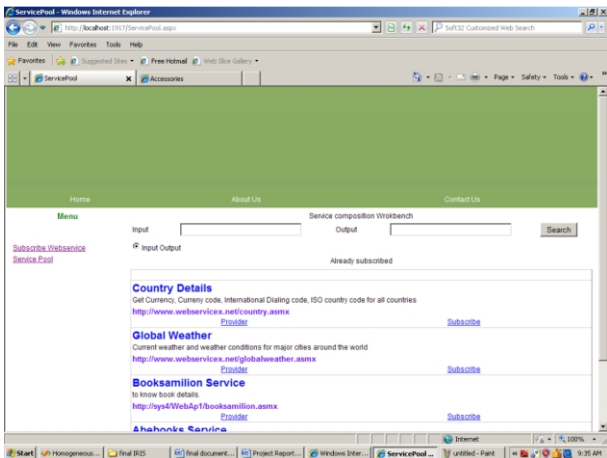 ServicePool - Windows Internet Explorer
http://localhost:1917/ServicePool.aspx
Soft32 Customized Web Search
File Edit View Favorites Tools Help
Favorites Suggested Sites Free Hotmail Web Slice Gallery
ServicePool Accessories Page Safety Tools
Home About Us Contact Us
Menu Service composition Wrokbench
Input Output Search
Subscribe Webservice Input Output
Service Pool
Already subscribed
Country Details
Get Currency, Curreny code, International Dialing code, ISO country code for all countries
http://www.webservicex.net/country.asmx
Provider Subscribe
Global Weather
Current weather and weather conditions for major cities around the world
http://www.webservicex.net/globalweather.asmx
Provider Subscribe
Booksamilion Service
to know book details.
http://sys4/WebAp1/booksamilion.asmx
Provider Subscribe
Abebooks Service
Internet 100%
Start Homogeneous... final IRIS final document... Project Report... Windows Inter... ServicePool ... untitled - Paint 9:35 AM